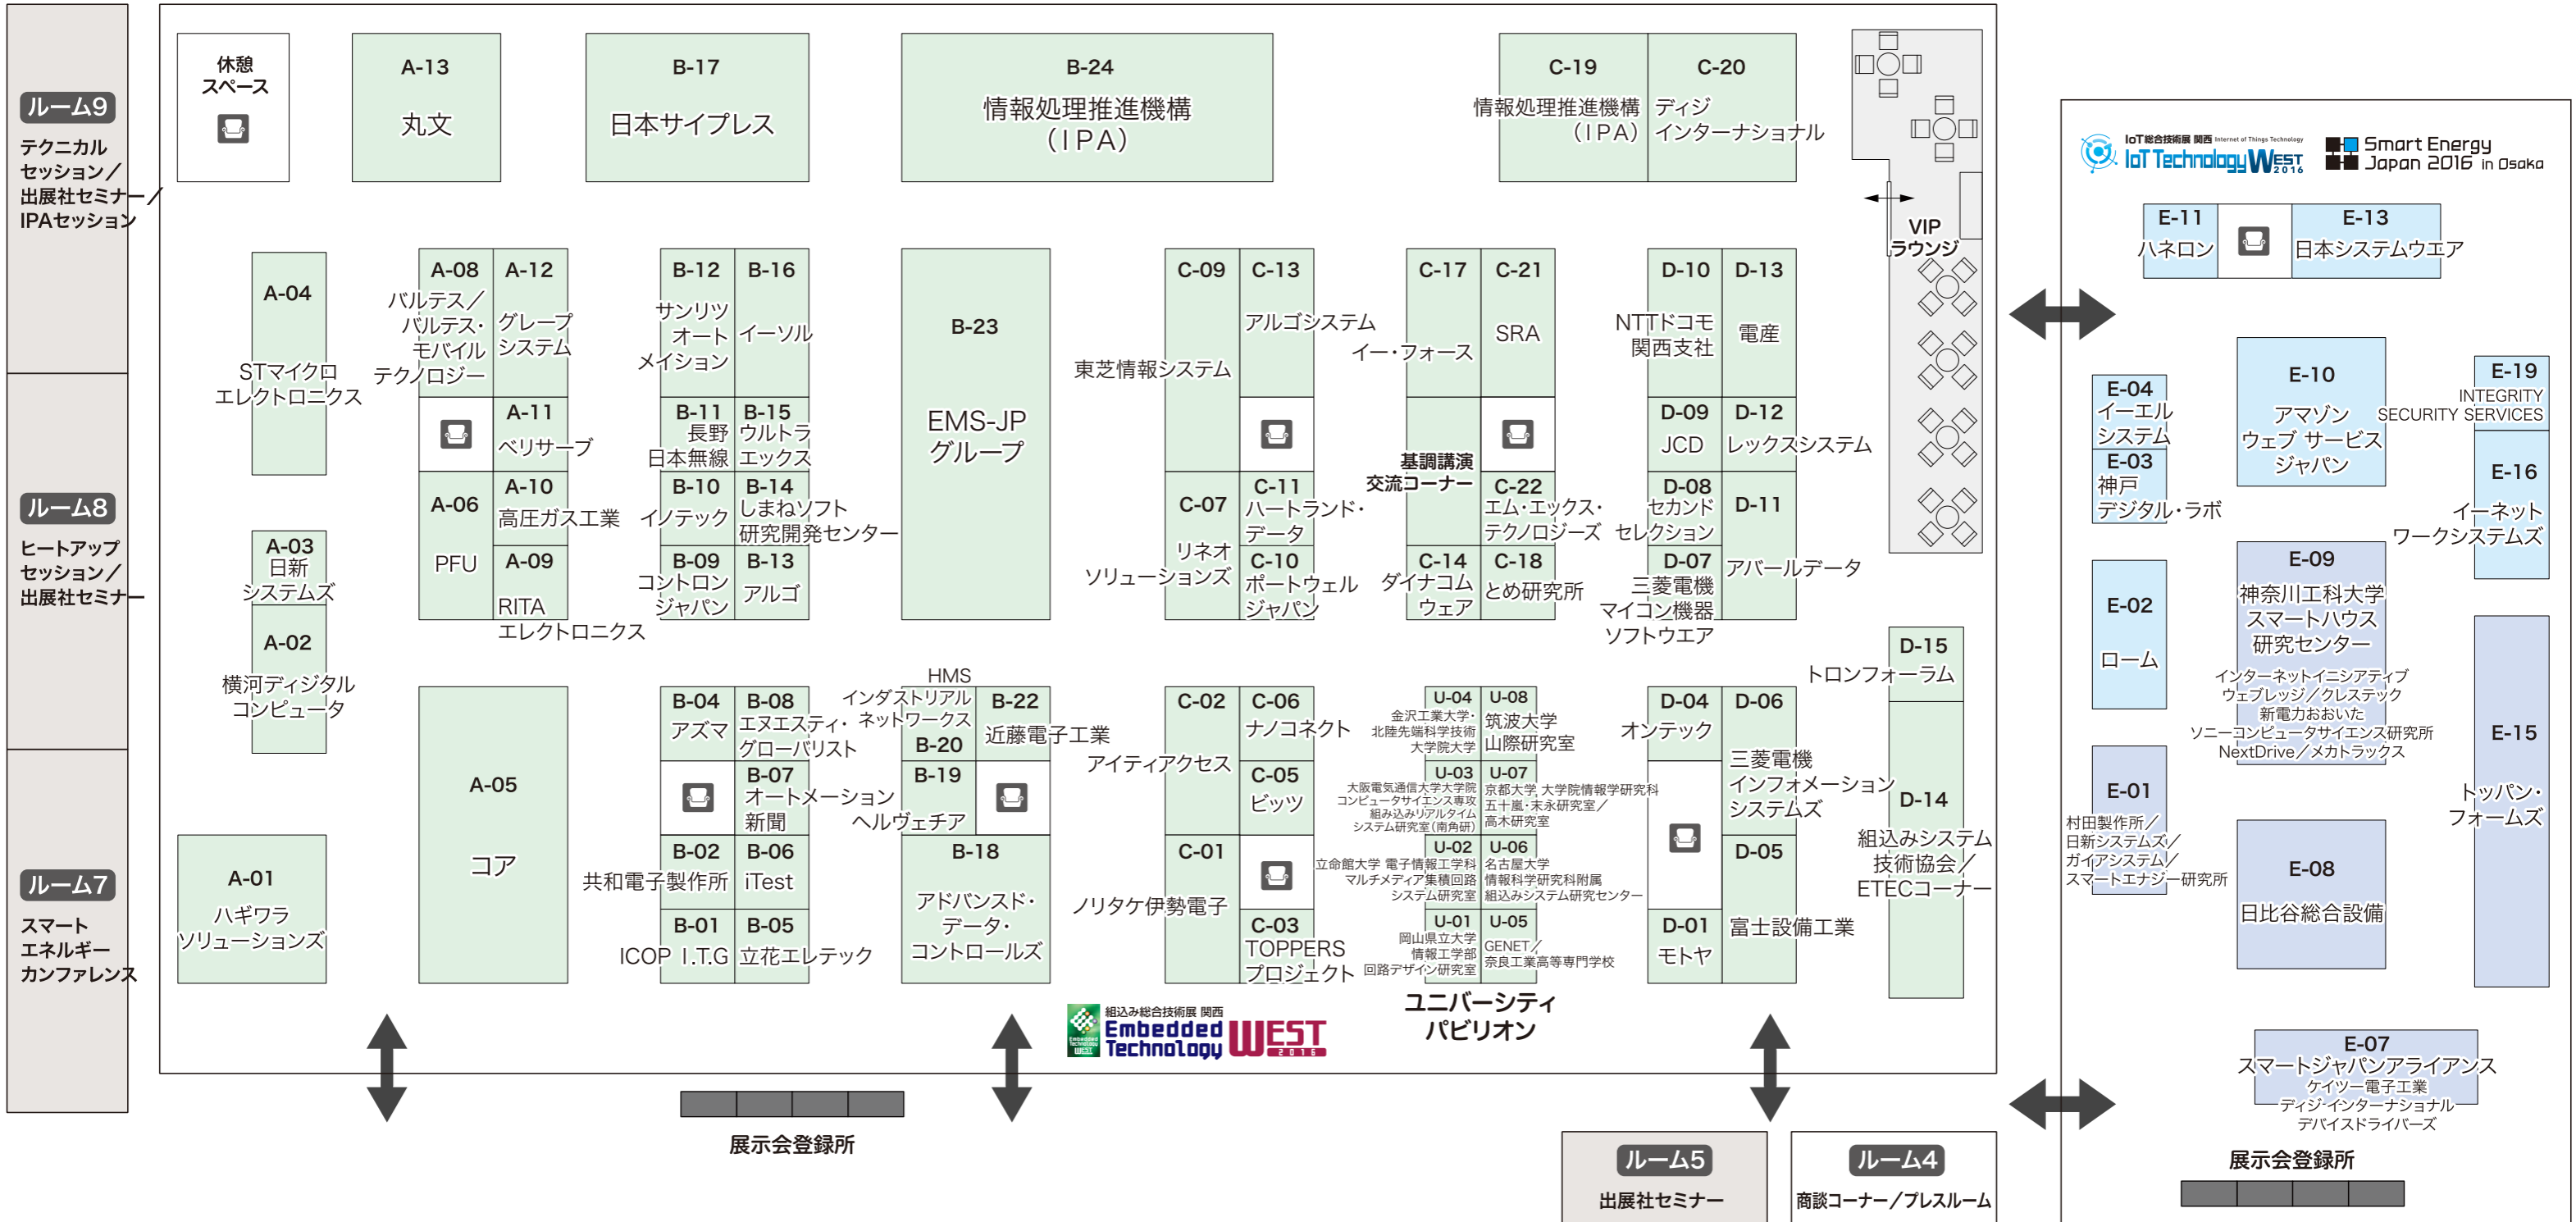 ルーム9
テクニカル
セッション／
出展社セミナー／
IPAセッション
ルーム8
ヒートアップ
セッション／
出展社セミナー
ルーム7
スマート
エネルギー
カンファレンス
休憩
スペース
A-13
丸文
B-17
日本サイプレス
B-24
情報処理推進機構
（IPA）
C-19
情報処理推進機構
（IPA）
C-20
ディジ
インターナショナル
VIP
ラウンジ
A-04
STマイクロ
エレクトロニクス
A-03
日新
システムズ
A-02
横河ディジタル
コンピュータ
A-01
ハギワラ
ソリューションズ
A-08
バルテス／
バルテス・
モバイル
テクノロジー
A-12
グレープ
システム
A-11
ベリサーブ
A-06
PFU
A-10
高圧ガス工業
A-09
RITA
エレクトロニクス
A-05
コア
B-12
サンリツ
オート
メイション
B-16
イーソル
B-11
長野
日本無線
B-15
ウルトラ
エックス
B-10
イノテック
B-14
しまねソフト
研究開発センター
B-09
コントロン
ジャパン
B-13
アルゴ
B-04
アズマ
B-08
エヌエスティ・
グローバリスト
B-07
オートメーション
新聞
B-02
共和電子製作所
B-06
iTest
B-01
ICOP I.T.G
B-05
立花エレテック
B-23
EMS-JP
グループ
HMS
インダストリアル
ネットワークス
B-20
B-22
近藤電子工業
B-19
ヘルヴェチア
B-18
アドバンスド・
データ・
コントロールズ
C-09
東芝情報システム
C-13
アルゴシステム
C-07
リネオ
ソリューションズ
C-11
ハートランド・
データ
C-10
ポートウェル
ジャパン
C-02
アイティアクセス
C-06
ナノコネクト
C-05
ビッツ
C-01
ノリタケ伊勢電子
C-03
TOPPERS
プロジェクト
C-17
イー・フォース
C-21
SRA
基調講演
交流コーナー
C-22
エム・エックス・
テクノロジーズ
C-14
ダイナコム
ウェア
C-18
とめ研究所
U-04
金沢工業大学・
北陸先端科学技術
大学院大学
U-08
筑波大学
山際研究室
U-03
大阪電気通信大学大学院
コンピュータサイエンス専攻
組み込みリアルタイム
システム研究室（南角研）
U-07
京都大学 大学院情報学研究科
五十嵐・末永研究室／
高木研究室
U-02
立命館大学 電子情報工学科
マルチメディア集積回路
システム研究室
U-06
名古屋大学
情報科学研究科附属
組込みシステム研究センター
U-01
岡山県立大学
情報工学部
回路デザイン研究室
U-05
GENET／
奈良工業高等専門学校
ユニバーシティ
パビリオン
D-10
NTTドコモ
関西支社
D-13
電産
D-09
JCD
D-12
レックスシステム
D-08
セカンド
セレクション
D-11
アバールデータ
D-07
三菱電機
マイコン機器
ソフトウエア
D-04
オンテック
D-06
三菱電機
インフォメーション
システムズ
D-05
富士設備工業
D-01
モトヤ
D-15
トロンフォーラム
D-14
組込みシステム
技術協会／
ETECコーナー
Embedded
Technology
WEST
組込み総合技術展 関西
Embedded
Technology
WEST
2016
展示会登録所
ルーム5
出展社セミナー
ルーム4
商談コーナー／プレスルーム
IoT総合技術展 関西 Internet of Things Technology
IoT Technology WEST
2016
Smart Energy
Japan 2016 in Osaka
E-11
ハネロン
E-13
日本システムウエア
E-04
イーエル
システム
E-03
神戸
デジタル・ラボ
E-02
ローム
E-01
村田製作所／
日新システムズ／
ガイアシステム／
スマートエナジー研究所
E-10
アマゾン
ウェブ サービス
ジャパン
E-09
神奈川工科大学
スマートハウス
研究センター
インターネットイニシアティブ
ウェブレッジ／クレステック
新電力おおいた
ソニーコンピュータサイエンス研究所
NextDrive／メカトラックス
E-08
日比谷総合設備
E-19
INTEGRITY
SECURITY SERVICES
E-16
イーネット
ワークシステムズ
E-15
トッパン・
フォームズ
E-07
スマートジャパンアライアンス
ケイツー電子工業
ディジ インターナショナル
デバイスドライバーズ
展示会登録所